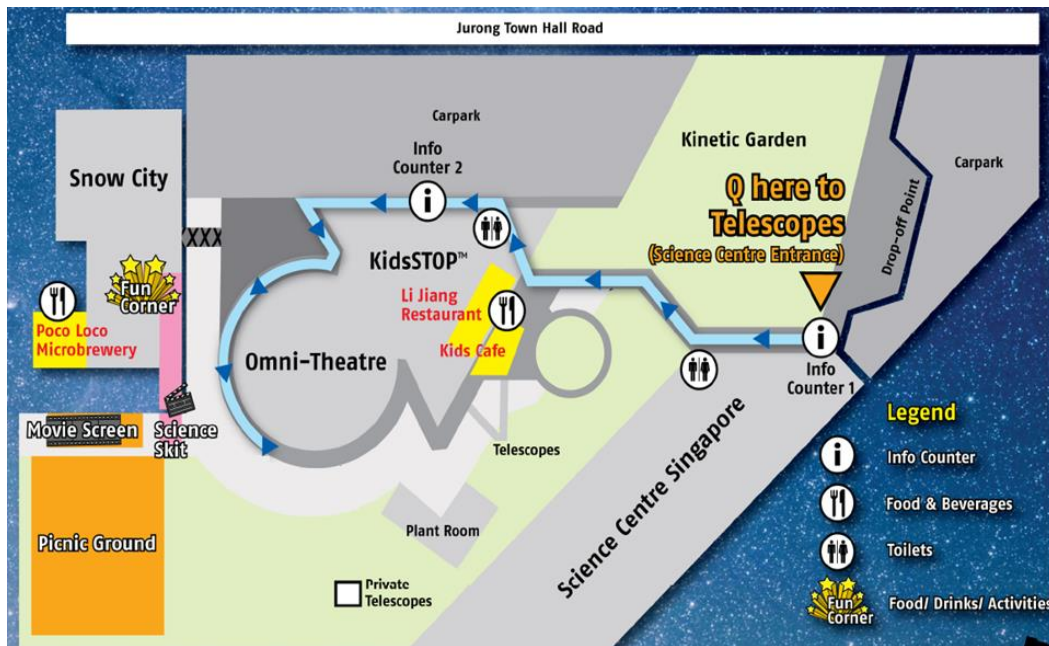 Jurong Town Hall Road
Carpark
Kinetic Garden
Carpark
Info
Counter 2
Snow City
Q here to
Telescopes
(Science Centre Entrance)
Drop-off Point
KidsSTOP™
Fun
Corner
Li Jiang
Restaurant
Poco Loco
Microbrewery
Kids Cafe
Omni-Theatre
Info
Counter 1
Movie Screen
Science
Skit
Telescopes
Science Centre Singapore
Plant Room
Picnic Ground
Private
Telescopes
Legend
Info Counter
Food & Beverages
Toilets
Fun
Corner
Food/ Drinks/ Activities